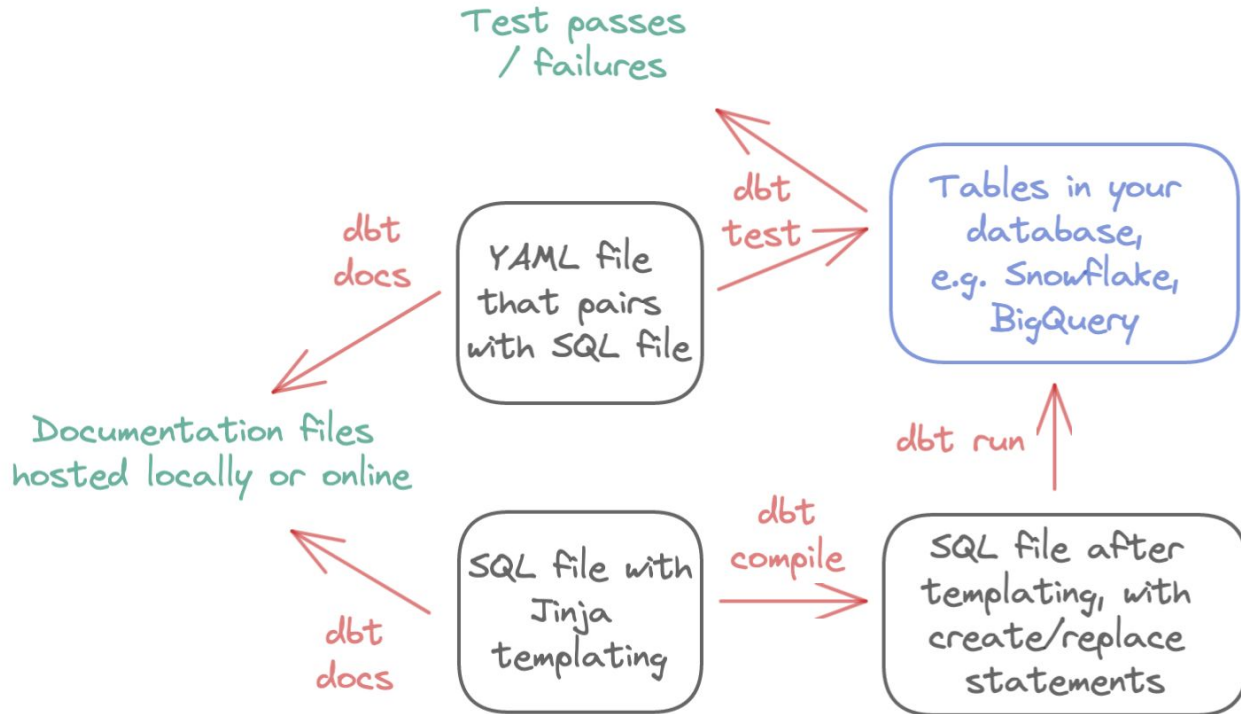 Test passes
/ failures
dbt
docs
YAML file
that pairs
with SQL file
dbt
test
Tables in your
database,
e.g. Snowflake,
BigQuery
Documentation files
hosted locally or online
dbt run
dbt
docs
SQL file with
Jinja
templating
dbt
compile
SQL file after
templating, with
create/replace
statements